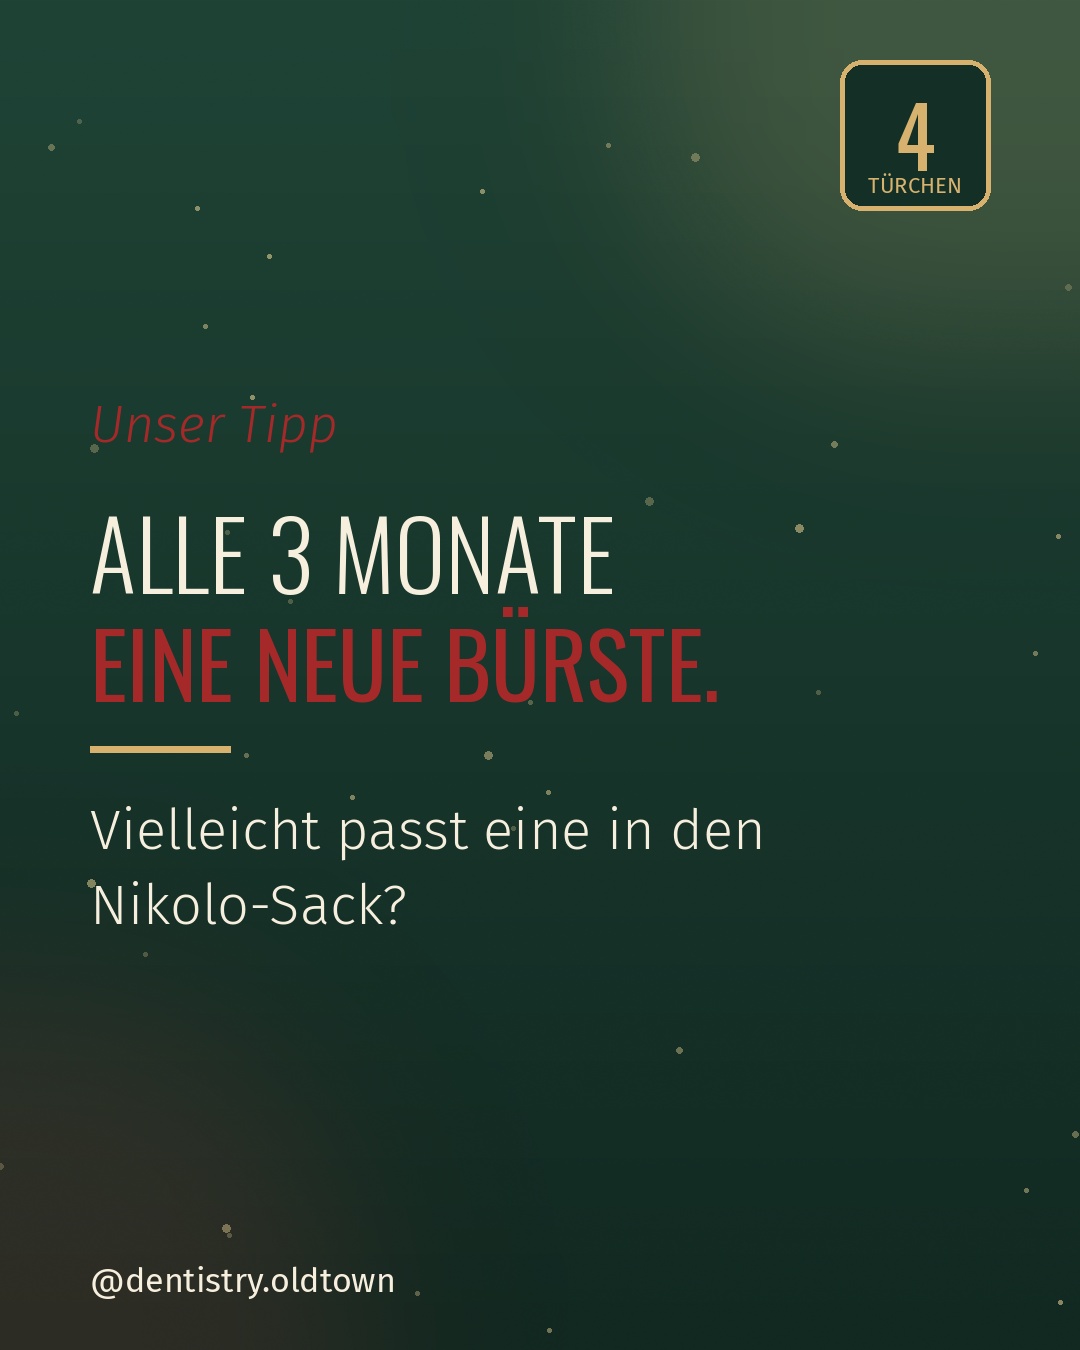 4
TÜRCHEN
Unser Tipp
ALLE 3 MONATE
EINE NEUE BÜRSTE.
Vielleicht passt eine in den
Nikolo-Sack?
@dentistry.oldtown